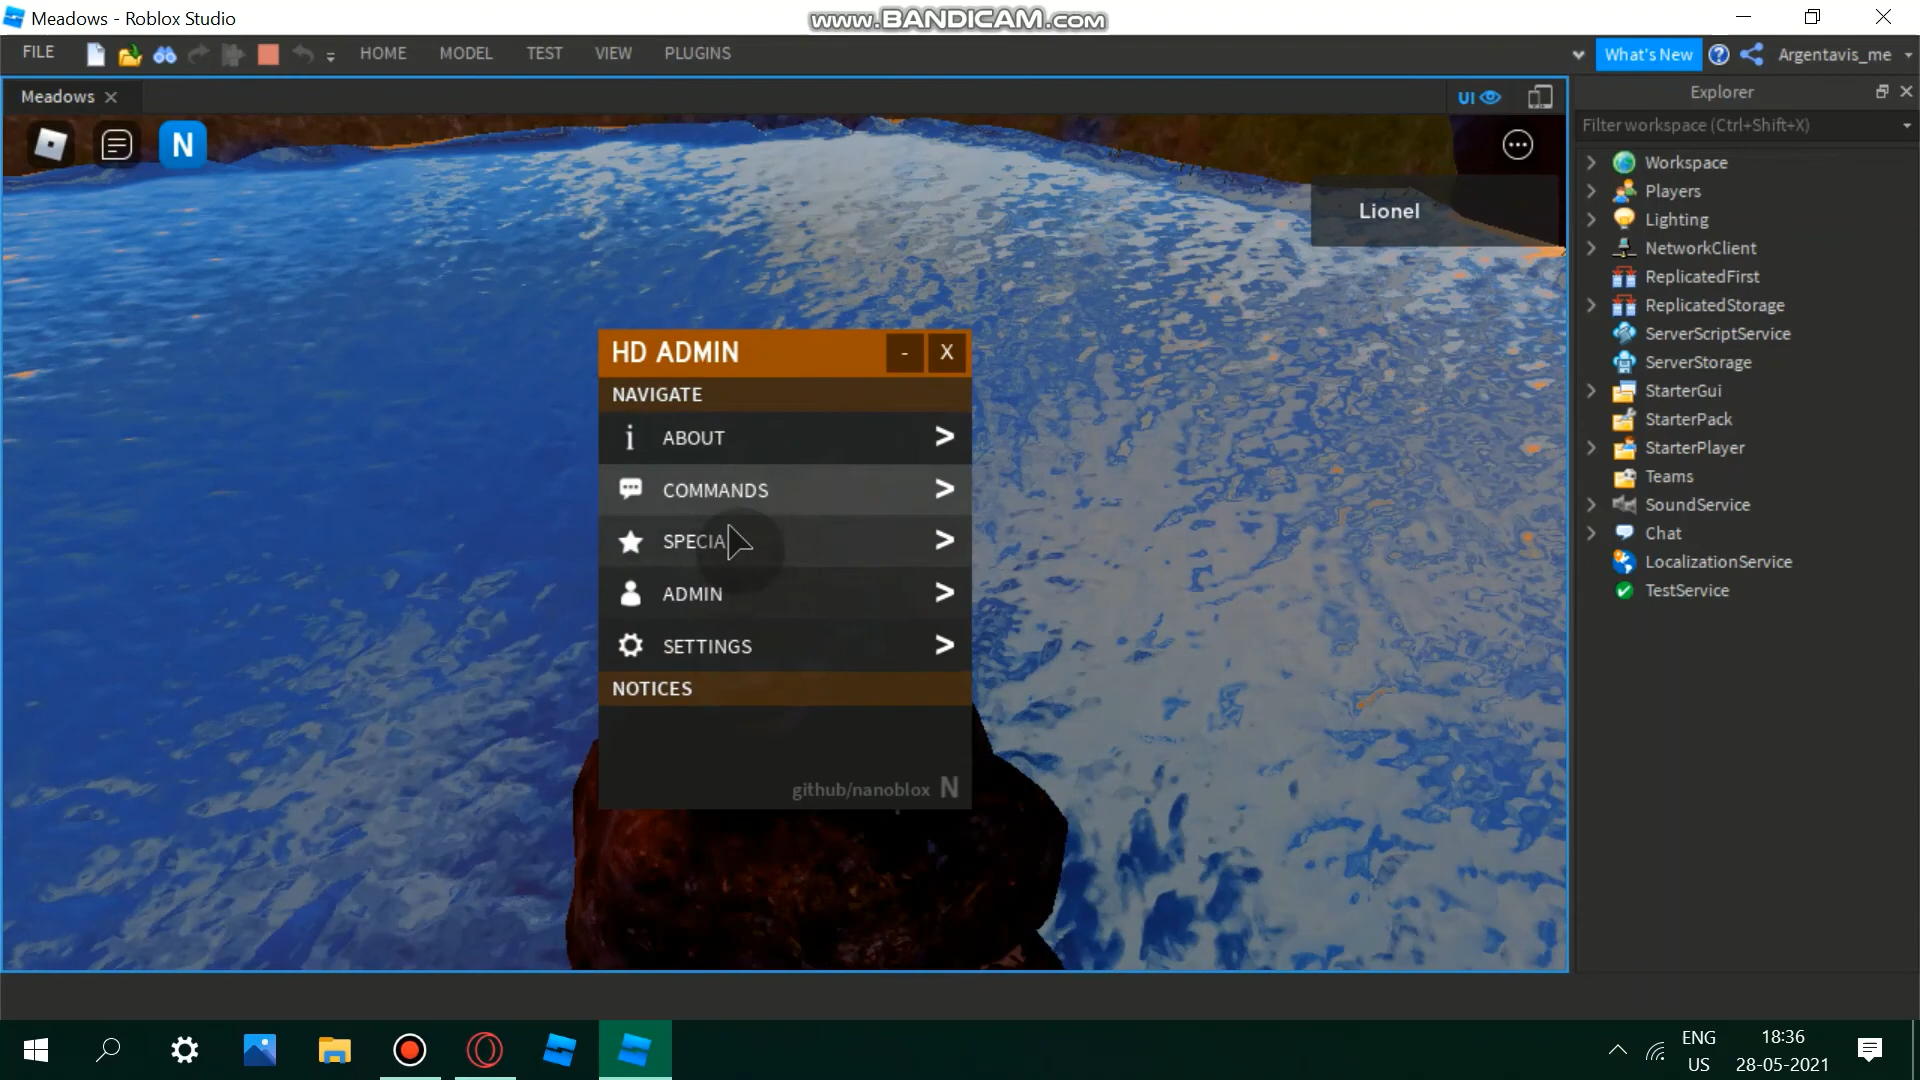 Meadows - Roblox Studio
www.BANDICAM.com
FILE
HOME
MODEL
TEST
VIEW
PLUGINS
What's New
Argentavis_me
Meadows
UI
Explorer
Filter workspace (Ctrl+Shift+X)
N
Lionel
HD ADMIN
-
X
NAVIGATE
ABOUT
COMMANDS
SPECIA
ADMIN
SETTINGS
NOTICES
github/nanoblox N
Workspace
Players
Lighting
NetworkClient
ReplicatedFirst
ReplicatedStorage
ServerScriptService
ServerStorage
StarterGui
StarterPack
StarterPlayer
Teams
SoundService
Chat
LocalizationService
TestService
ENG
US
18:36
28-05-2021